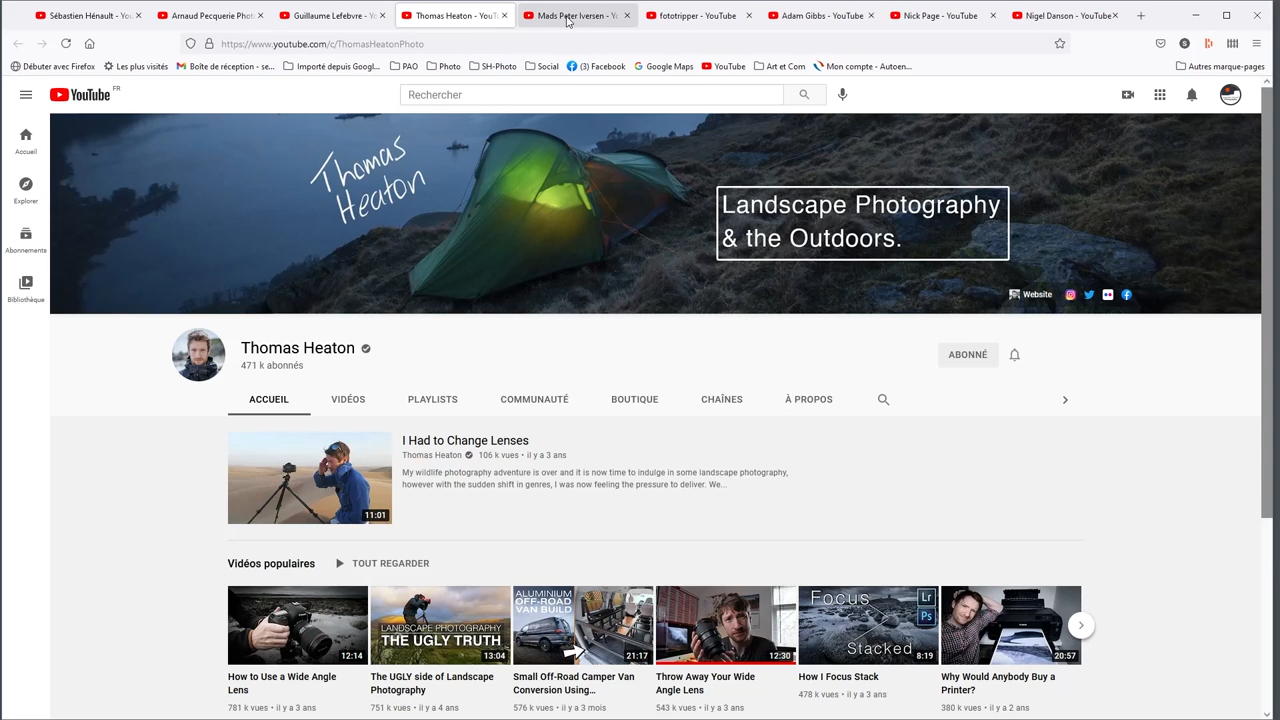 Sébastien Hénault - You
Arnaud Pecquerie Phot
Guillaume Lefebvre - Yo
Thomas Heaton - YouT
Mads Peter Iversen - Yo
fototripper - YouTube
Adam Gibbs - YouTube
Nick Page - YouTube
Nigel Danson - YouTube
https://www.youtube.com/c/ThomasHeatonPhoto
Débuter avec Firefox
Les plus visités
Boîte de réception - se...
Importé depuis Googl...
PAO
Photo
SH-Photo
Social
(3) Facebook
Google Maps
YouTube
Art et Com
Mon compte - Autoen...
Autres marque-pages
YouTube FR
Rechercher
Accueil
Explorer
Abonnements
Bibliothèque
Thomas
Heaton
Landscape Photography
& the Outdoors.
Website
Thomas Heaton
471 k abonnés
ABONNÉ
ACCUEIL
VIDÉOS
PLAYLISTS
COMMUNAUTÉ
BOUTIQUE
CHAÎNES
À PROPOS
I Had to Change Lenses
Thomas Heaton 106 k vues • il y a 3 ans
My wildlife photography adventure is over and it is now time to indulge in some landscape photography,
however with the sudden shift in genres, I was now feeling the pressure to deliver. We...
11:01
Vidéos populaires
TOUT REGARDER
12:14
How to Use a Wide Angle
Lens
781 k vues • il y a 3 ans
LANDSCAPE PHOTOGRAPHY
THE UGLY TRUTH
13:04
The UGLY side of Landscape
Photography
751 k vues • il y a 4 ans
ALUMINIUM
OFF-ROAD
VAN BUILD
21:17
Small Off-Road Camper Van
Conversion Using...
576 k vues • il y a 3 mois
12:30
Throw Away Your Wide
Angle Lens
543 k vues • il y a 3 ans
Focus
Lr
Ps
Stacked
8:19
How I Focus Stack
478 k vues • il y a 3 ans
20:57
Why Would Anybody Buy a
Printer?
380 k vues • il y a 2 ans